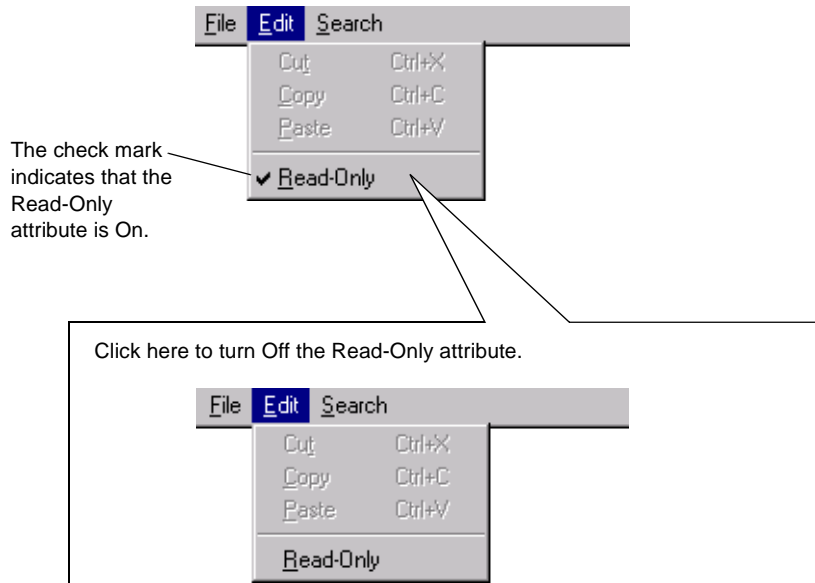 File Edit Search
Cut Ctrl+X
Copy Ctrl+C
Paste Ctrl+V
Read-Only
The check mark
indicates that the
Read-Only
attribute is On.
Click here to turn Off the Read-Only attribute.
File Edit Search
Cut Ctrl+X
Copy Ctrl+C
Paste Ctrl+V
Read-Only